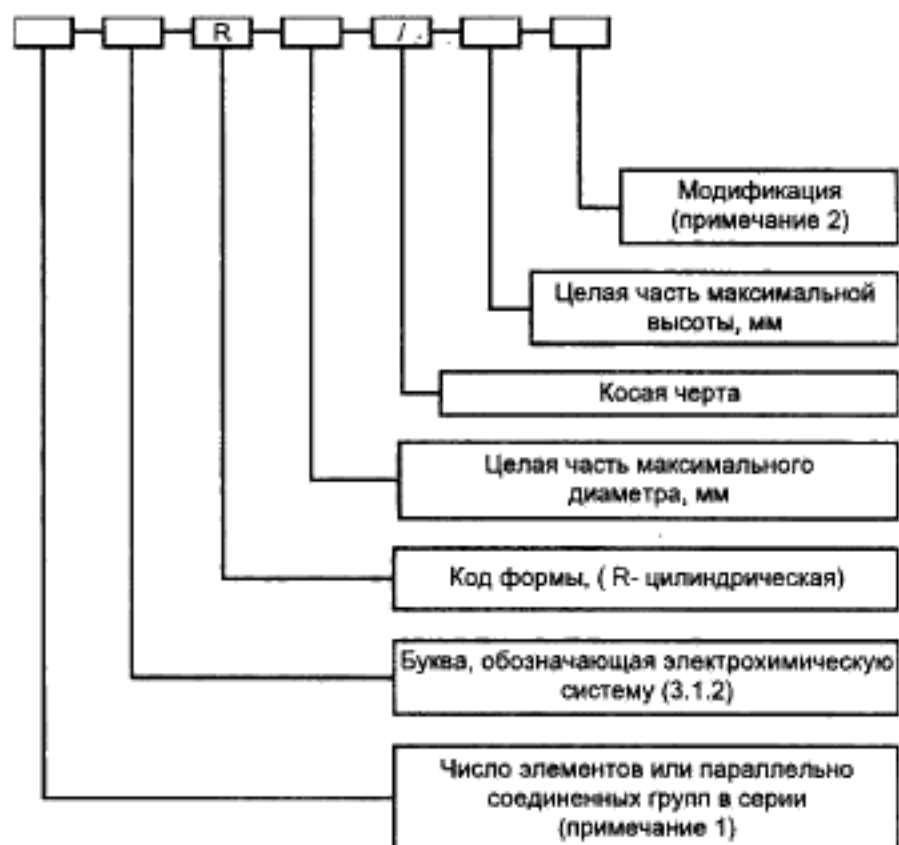 R /
Модификация
(примечание 2)
Целая часть максимальной
высоты, мм
Косая черта
Целая часть максимального
диаметра, мм
Код формы, ( R- цилиндрическая)
Буква, обозначающая электрохимическую
систему (3.1.2)
Число элементов или параллельно
соединенных групп в серии
(примечание 1)